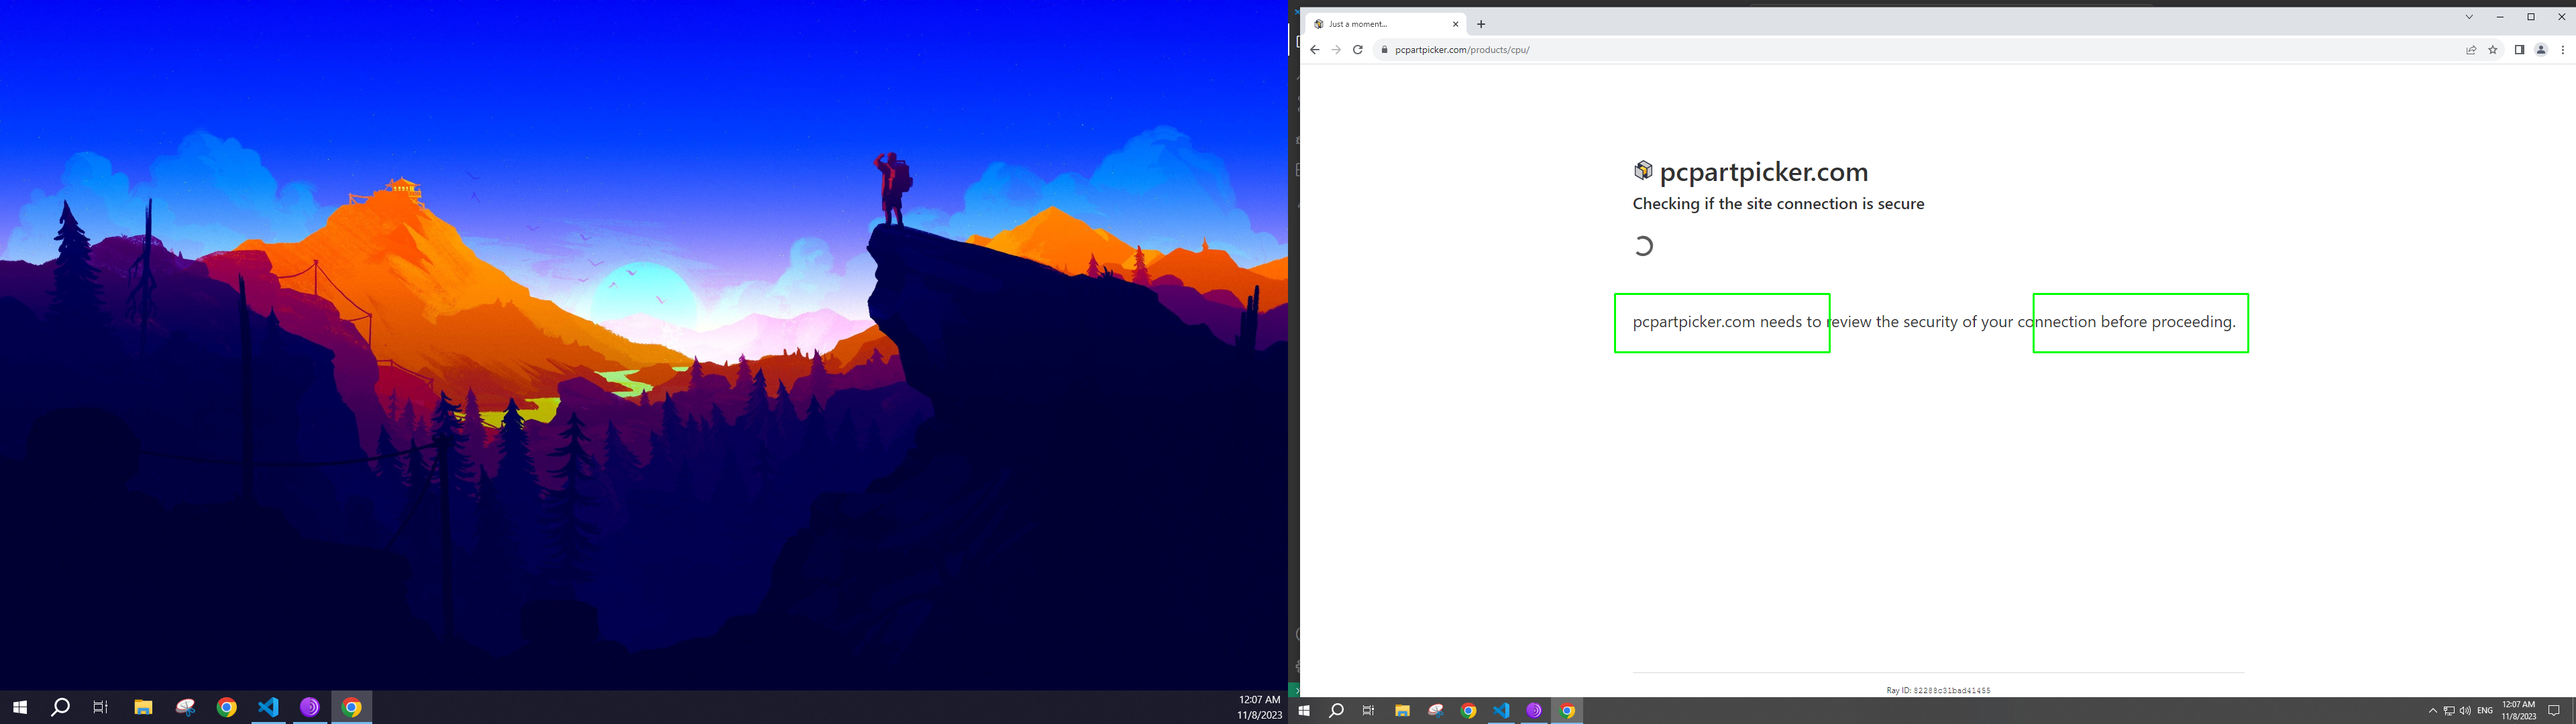 12:07 AM
11/8/2023
Just a moment...
pcpartpicker.com/products/cpu/
pcpartpicker.com
Checking if the site connection is secure
pcpartpicker.com needs to review the security of your connection before proceeding.
Ray ID: 82288c31bad41455
ENG
12:07 AM
11/8/2023